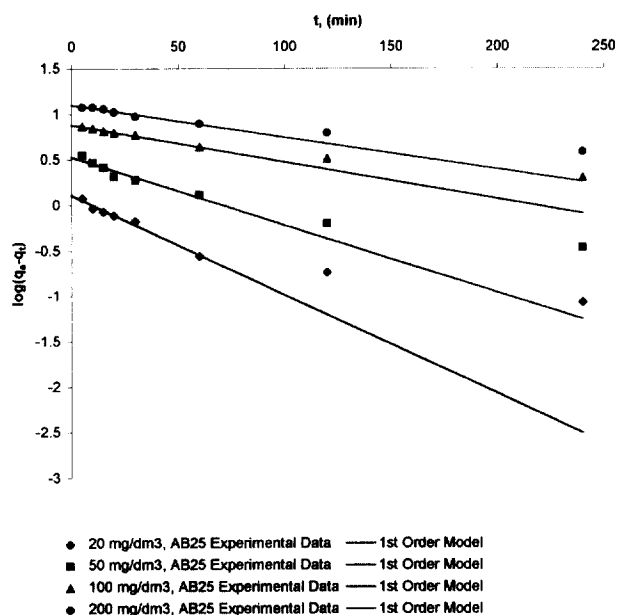 t, (min)
0 50 100 150 200 250
1.5
1
0.5
0
-0.5
-1
-1.5
-2
-2.5
-3
log(qe-qt)
20 mg/dm3, AB25 Experimental Data 1st Order Model
50 mg/dm3, AB25 Experimental Data 1st Order Model
100 mg/dm3, AB25 Experimental Data 1st Order Model
200 mg/dm3, AB25 Experimental Data 1st Order Model